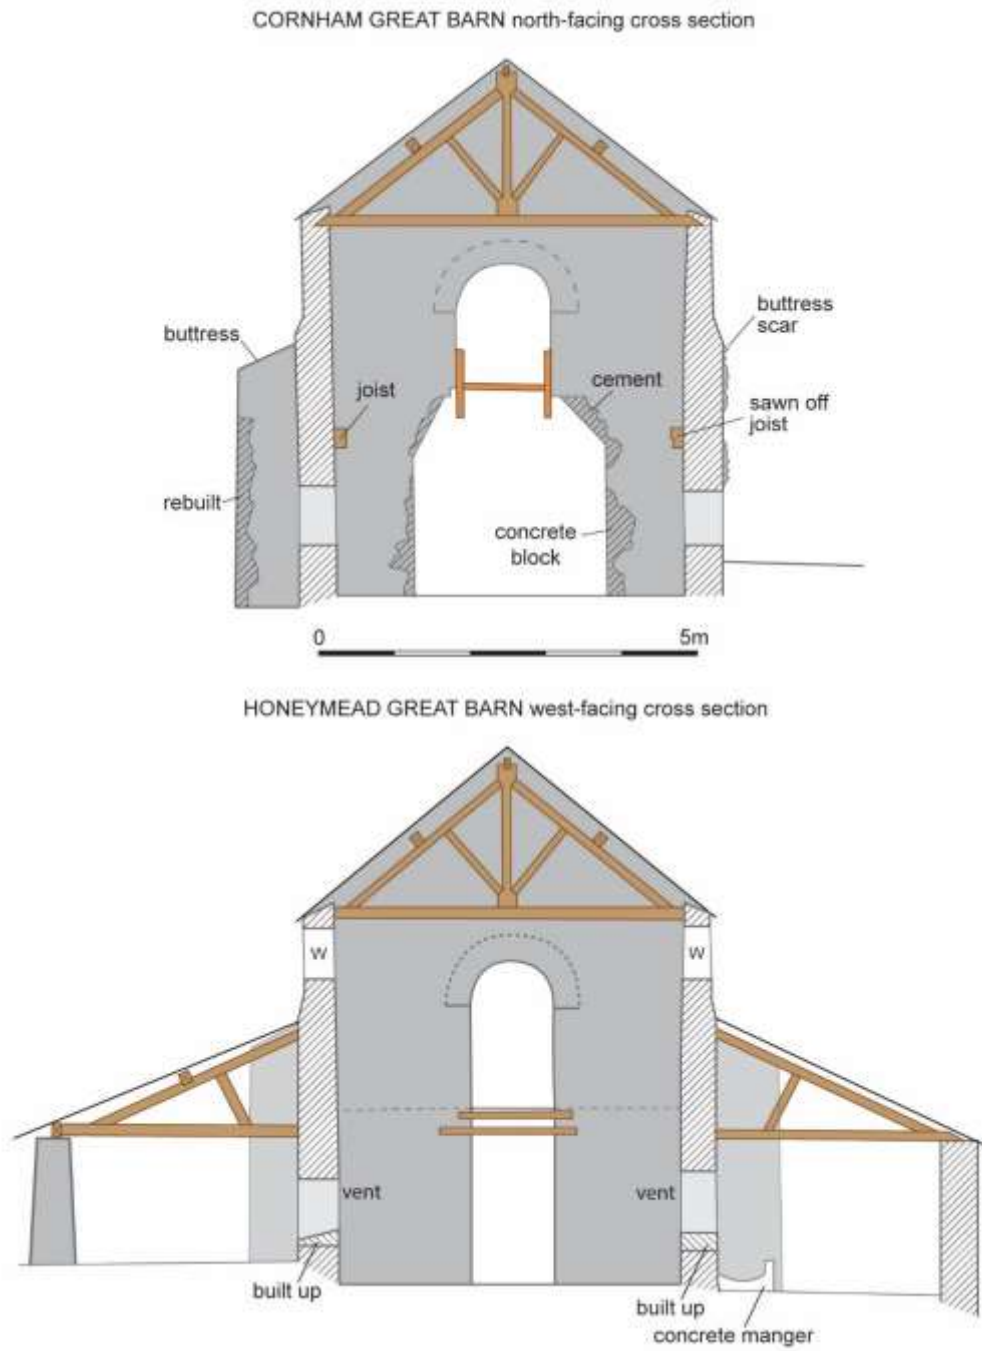 CORNHAM GREAT BARN north-facing cross section
buttress
scar
buttress
joist
cement
sawn off
joist
rebuilt
concrete
block
0
5m
HONEYMEAD GREAT BARN west-facing cross section
W
W
vent
vent
built up
built up
concrete manger